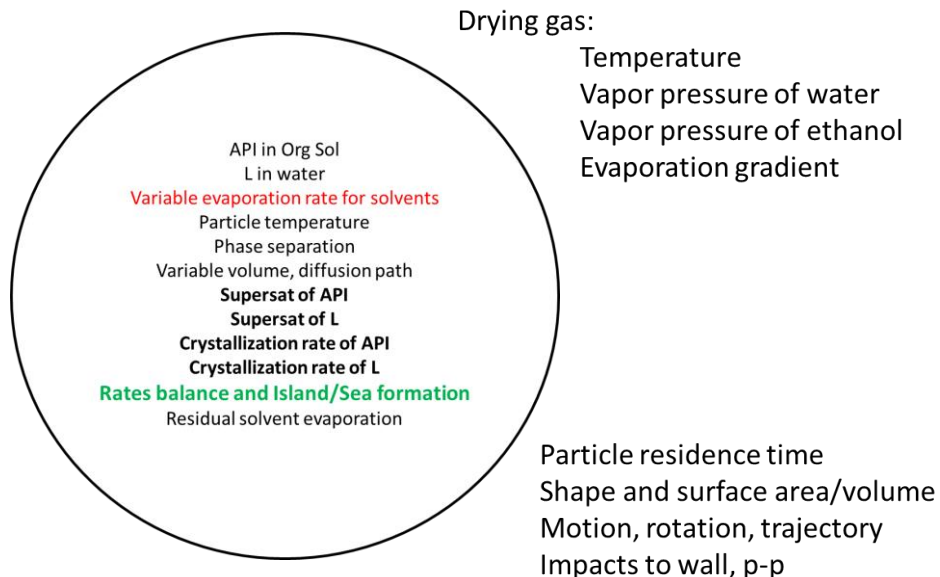 Drying gas:
Temperature
Vapor pressure of water
Vapor pressure of ethanol
Evaporation gradient
API in Org Sol
L in water
Variable evaporation rate for solvents
Particle temperature
Phase separation
Variable volume, diffusion path
Supersat of API
Supersat of L
Crystallization rate of API
Crystallization rate of L
Rates balance and Island/Sea formation
Residual solvent evaporation
Particle residence time
Shape and surface area/volume
Motion, rotation, trajectory
Impacts to wall, p-p